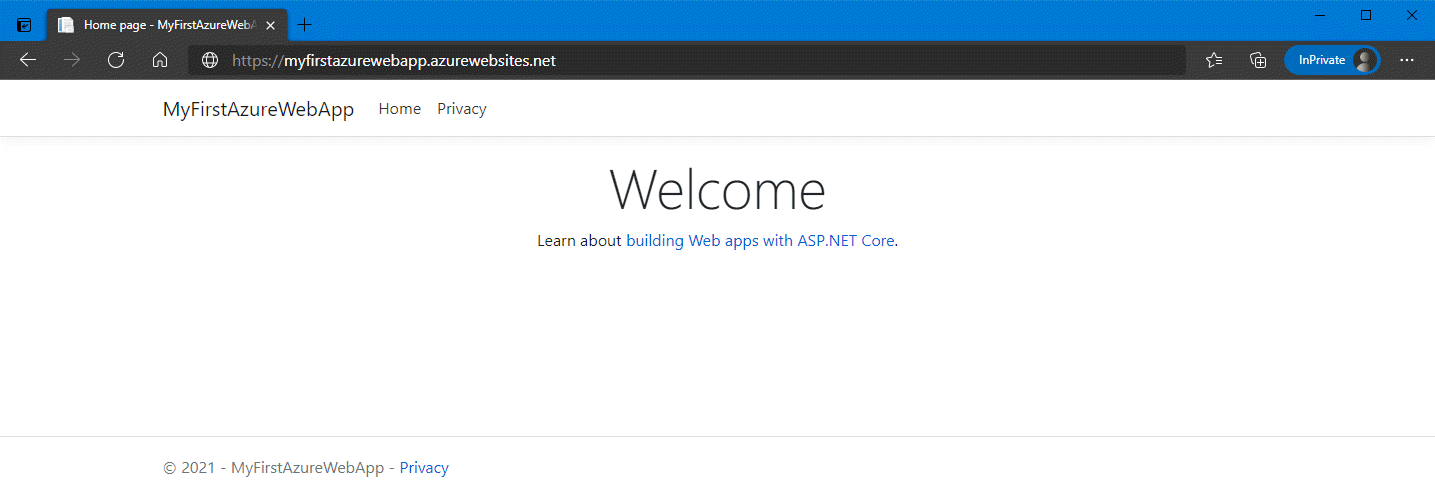 Home page - MyFirstAzureWebA
https://myfirstazurewebapp.azurewebsites.net
InPrivate
MyFirstAzureWebApp Home Privacy
Welcome
Learn about building Web apps with ASP.NET Core.
© 2021 - MyFirstAzureWebApp - Privacy